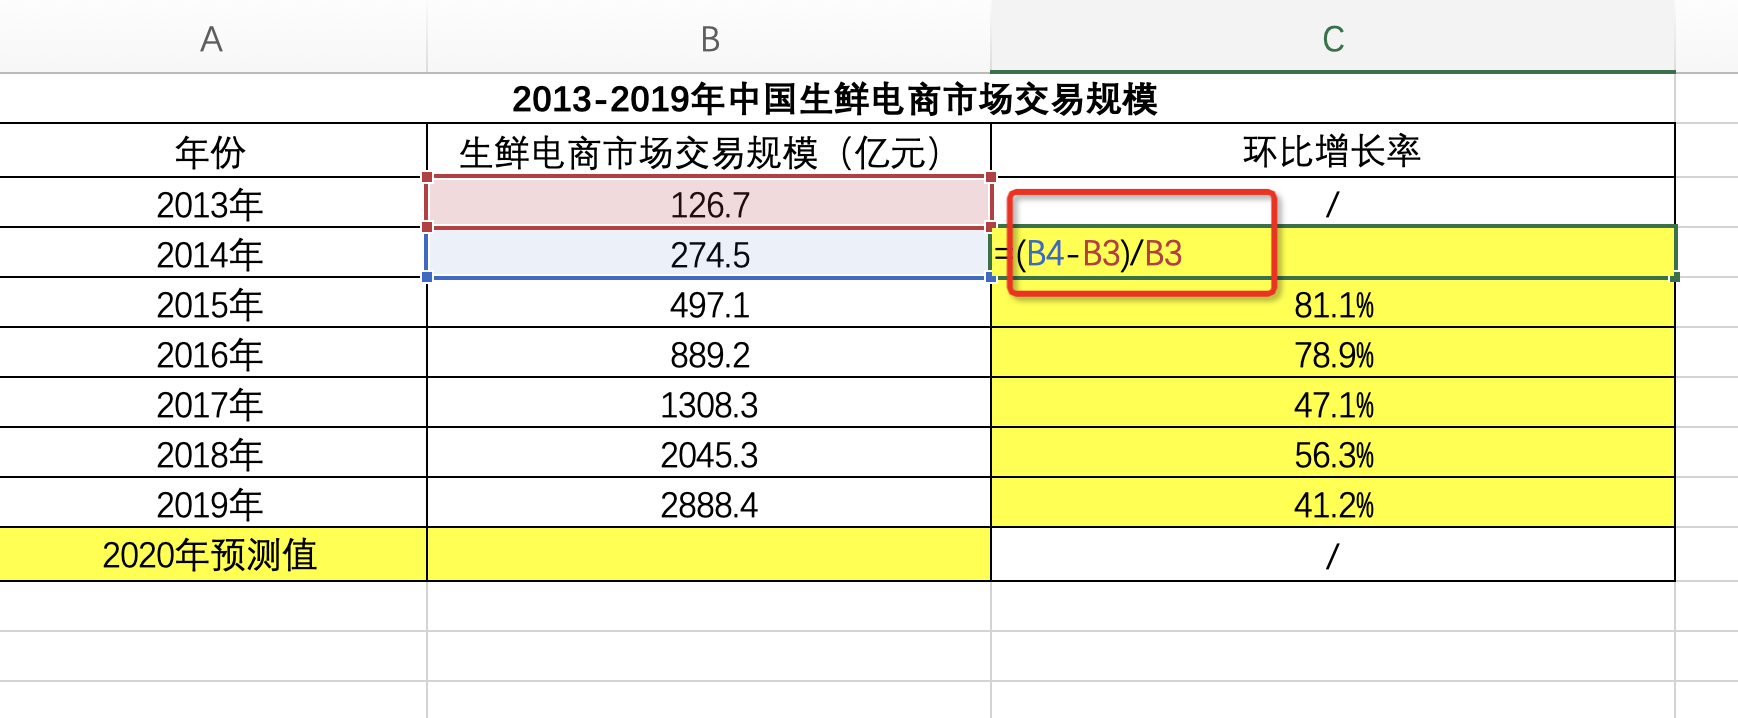 A B C
2013-2019年中国生鲜电商市场交易规模
年份 生鲜电商市场交易规模（亿元） 环比增长率
2013年 126.7 /
2014年 274.5 =(B4-B3)/B3
2015年 497.1 81.1%
2016年 889.2 78.9%
2017年 1308.3 47.1%
2018年 2045.3 56.3%
2019年 2888.4 41.2%
2020年预测值 /